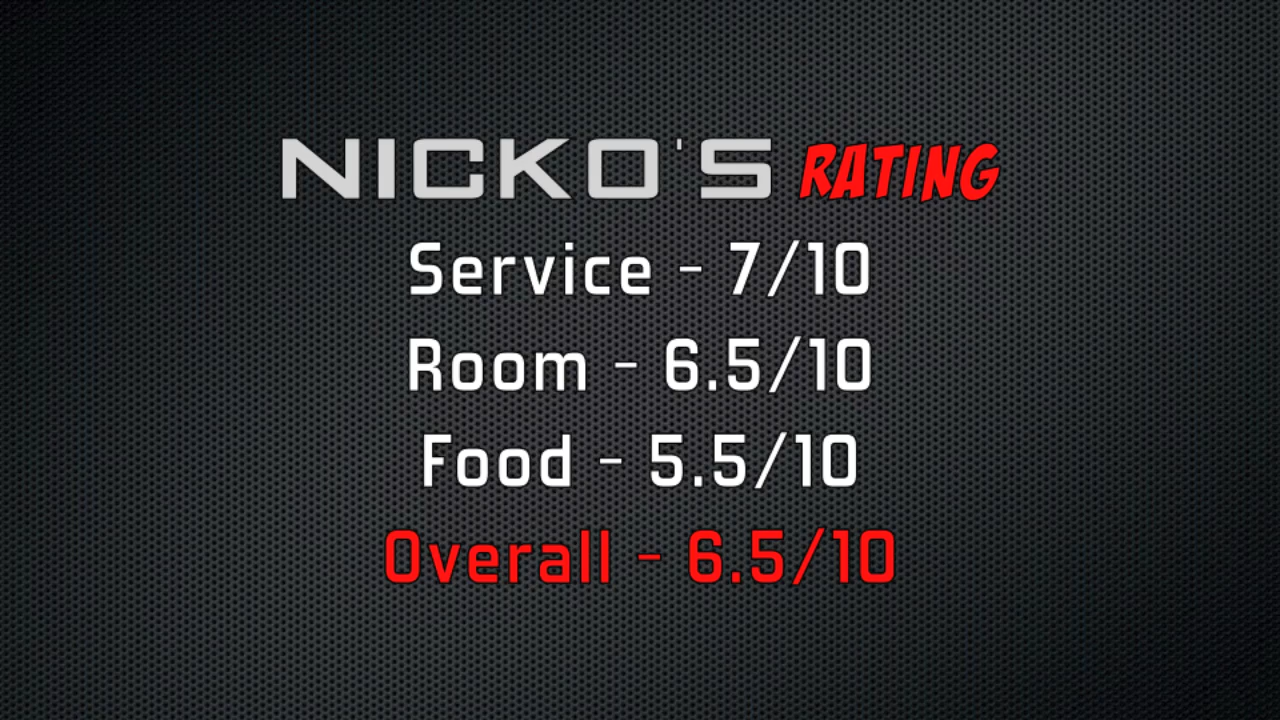 NICKO'S RATING
Service - 7/10
Room - 6.5/10
Food - 5.5/10
Overall - 6.5/10